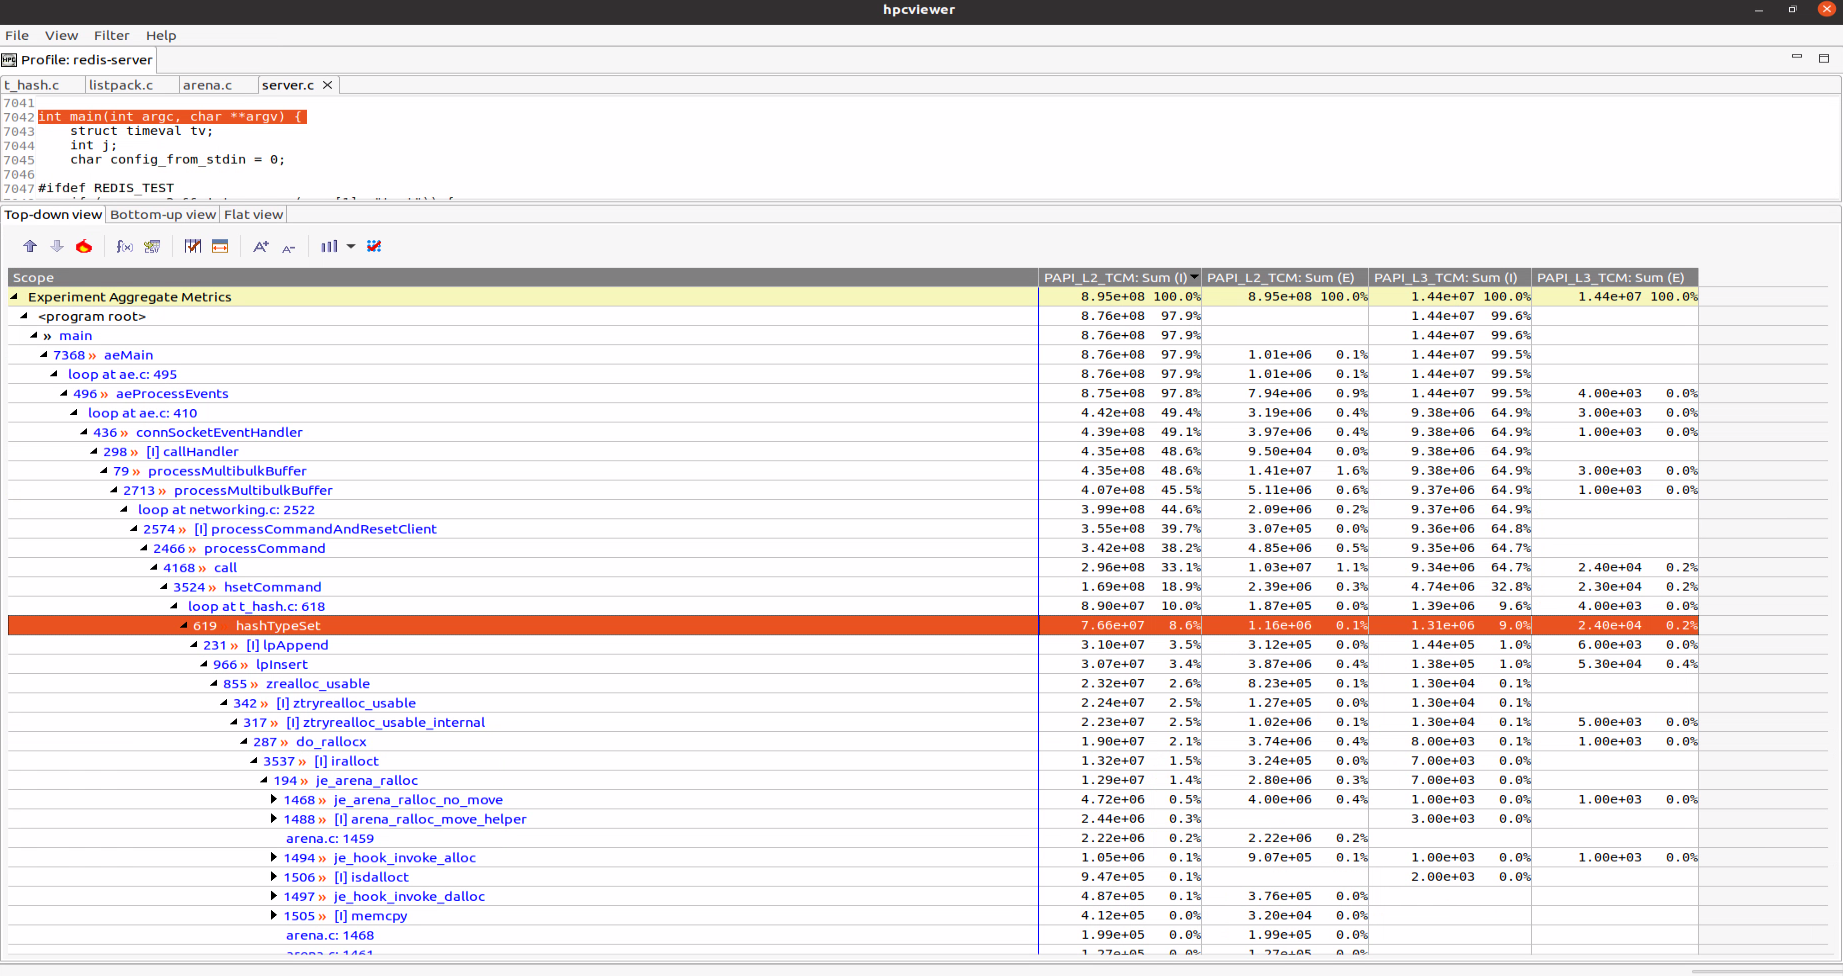 hpcviewer
File View Filter Help
Profile: redis-server
t_hash.c listpack.c arena.c server.c
7041
7042 int main(int argc, char **argv) {
7043 struct timeval tv;
7044 int j;
7045 char config_from_stdin = 0;
7046
7047 #ifdef REDIS_TEST
Top-down view Bottom-up view Flat view
Scope PAPI_L2_TCM: Sum (I) PAPI_L2_TCM: Sum (E) PAPI_L3_TCM: Sum (I) PAPI_L3_TCM: Sum (E)
Experiment Aggregate Metrics 8.95e+08 100.0% 8.95e+08 100.0% 1.44e+07 100.0% 1.44e+07 100.0%
<program root> 8.76e+08 97.9% 1.44e+07 99.6%
» main 8.76e+08 97.9% 1.44e+07 99.6%
7368 » aeMain 8.76e+08 97.9% 1.01e+06 0.1% 1.44e+07 99.5%
loop at ae.c: 495 8.76e+08 97.9% 1.01e+06 0.1% 1.44e+07 99.5%
496 » aeProcessEvents 8.75e+08 97.8% 7.94e+06 0.9% 1.44e+07 99.5% 4.00e+03 0.0%
loop at ae.c: 410 4.42e+08 49.4% 3.19e+06 0.4% 9.38e+06 64.9% 3.00e+03 0.0%
436 » connSocketEventHandler 4.39e+08 49.1% 3.97e+06 0.4% 9.38e+06 64.9% 1.00e+03 0.0%
298 » [I] callHandler 4.35e+08 48.6% 9.50e+04 0.0% 9.38e+06 64.9%
79 » processMultibulkBuffer 4.35e+08 48.6% 1.41e+07 1.6% 9.38e+06 64.9% 3.00e+03 0.0%
2713 » processMultibulkBuffer 4.07e+08 45.5% 5.11e+06 0.6% 9.37e+06 64.9% 1.00e+03 0.0%
loop at networking.c: 2522 3.99e+08 44.6% 2.09e+06 0.2% 9.37e+06 64.9%
2574 » [I] processCommandAndResetClient 3.55e+08 39.7% 3.07e+05 0.0% 9.36e+06 64.8%
2466 » processCommand 3.42e+08 38.2% 4.85e+06 0.5% 9.35e+06 64.7%
4168 » call 2.96e+08 33.1% 1.03e+07 1.1% 9.34e+06 64.7% 2.40e+04 0.2%
3524 » hsetCommand 1.69e+08 18.9% 2.39e+06 0.3% 4.74e+06 32.8% 2.30e+04 0.2%
loop at t_hash.c: 618 8.90e+07 10.0% 1.87e+05 0.0% 1.39e+06 9.6% 4.00e+03 0.0%
619 hashTypeSet 7.66e+07 8.6% 1.16e+06 0.1% 1.31e+06 9.0% 2.40e+04 0.2%
231 » [I] lpAppend 3.10e+07 3.5% 3.12e+05 0.0% 1.44e+05 1.0% 6.00e+03 0.0%
966 » lpInsert 3.07e+07 3.4% 3.87e+06 0.4% 1.38e+05 1.0% 5.30e+04 0.4%
855 » zrealloc_usable 2.32e+07 2.6% 8.23e+05 0.1% 1.30e+04 0.1%
342 » [I] ztryrealloc_usable 2.24e+07 2.5% 1.27e+05 0.0% 1.30e+04 0.1%
317 » [I] ztryrealloc_usable_internal 2.23e+07 2.5% 1.02e+06 0.1% 1.30e+04 0.1% 5.00e+03 0.0%
287 » do_rallocx 1.90e+07 2.1% 3.74e+06 0.4% 8.00e+03 0.1% 1.00e+03 0.0%
3537 » [I] iralloct 1.32e+07 1.5% 3.24e+05 0.0% 7.00e+03 0.0%
194 » je_arena_ralloc 1.29e+07 1.4% 2.80e+06 0.3% 7.00e+03 0.0%
1468 » je_arena_ralloc_no_move 4.72e+06 0.5% 4.00e+06 0.4% 1.00e+03 0.0% 1.00e+03 0.0%
1488 » [I] arena_ralloc_move_helper 2.44e+06 0.3% 3.00e+03 0.0%
arena.c: 1459 2.22e+06 0.2% 2.22e+06 0.2%
1494 » je_hook_invoke_alloc 1.05e+06 0.1% 9.07e+05 0.1% 1.00e+03 0.0% 1.00e+03 0.0%
1506 » [I] isdalloct 9.47e+05 0.1% 2.00e+03 0.0%
1497 » je_hook_invoke_dalloc 4.87e+05 0.1% 3.76e+05 0.0%
1505 » [I] memcpy 4.12e+05 0.0% 3.20e+04 0.0%
arena.c: 1468 1.99e+05 0.0% 1.99e+05 0.0%
arena.c: 1461 1.27e+05 0.0% 1.27e+05 0.0%